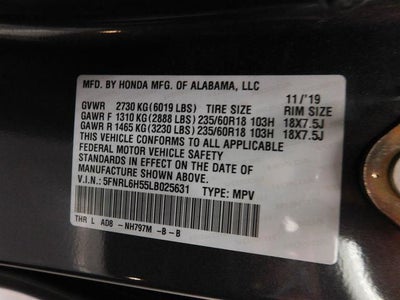 MFD. BY HONDA MFG. OF ALABAMA, LLC
11/'19
GVWR 2730 KG(6019 LBS) TIRE SIZE RIM SIZE
GAWR F 1310 KG(2888 LBS)235/60R18 103H 18X7.5J
GAWR R 1465 KG(3230 LBS)235/60R18 103H 18X7.5J
THIS VEHICLE CONFORMS TO ALL APPLICABLE
FEDERAL MOTOR VEHICLE SAFETY
STANDARDS IN EFFECT ON THE DATE OF
MANUFACTURE SHOWN ABOVE.
V.I.N.: 5FNRL6H55LB025631 TYPE: MPV
THR L AD8 -NH797M -B-B